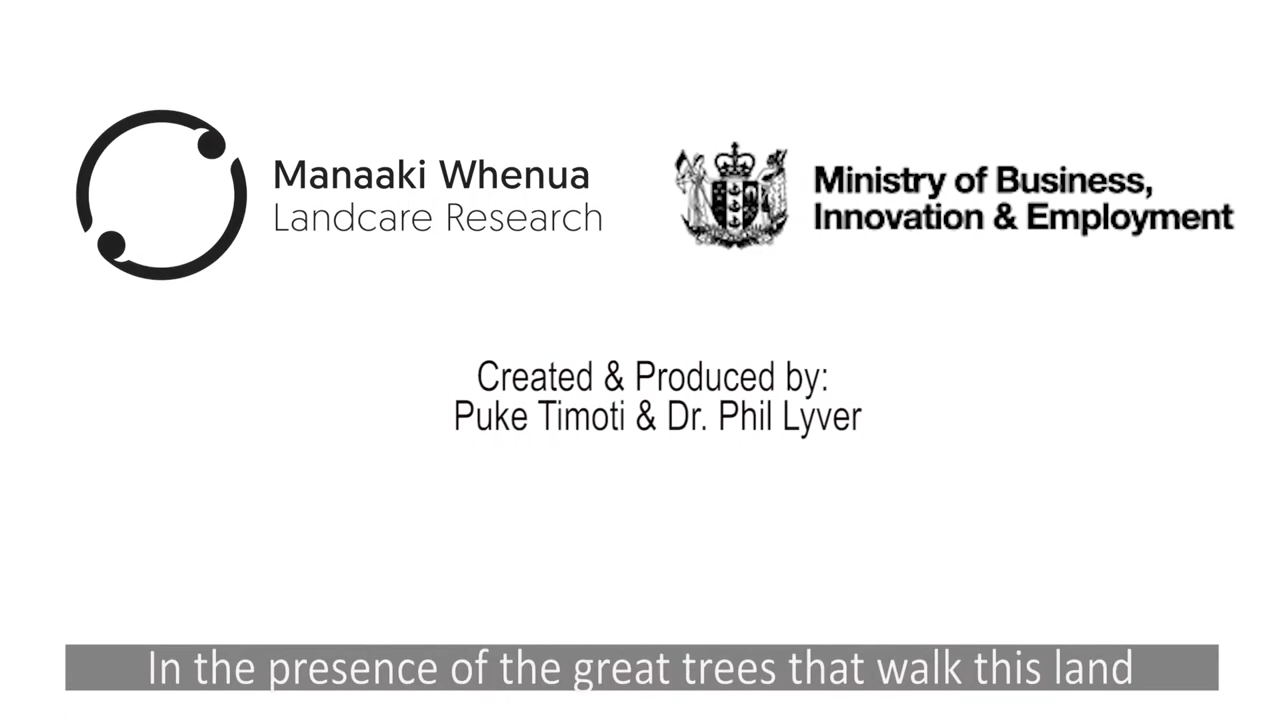 Manaaki Whenua
Landcare Research
Ministry of Business,
Innovation & Employment
Created & Produced by:
Puke Timoti & Dr. Phil Lyver
In the presence of the great trees that walk this land